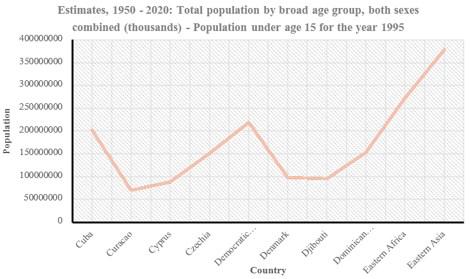 Estimates, 1950 - 2020: Total population by broad age group, both sexes
combined (thousands) - Population under age 15 for the year 1995
400000000
350000000
300000000
250000000
200000000
150000000
100000000
50000000
0
Population
Cuba
Curacao
Cyprus
Czechia
Democratic...
Denmark
Djibouti
Dominican...
Eastern Africa
Eastern Asia
Country